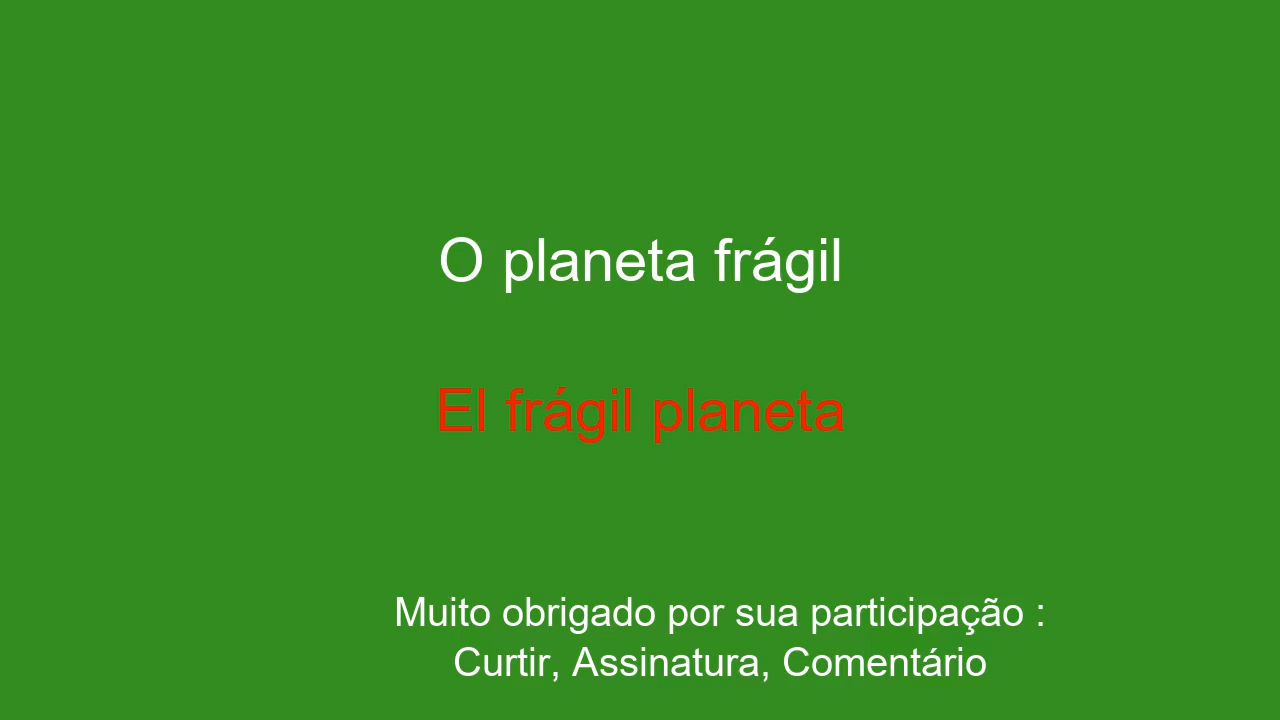 O planeta frágil
El frágil planeta
Muito obrigado por sua participação :
Curtir, Assinatura, Comentário